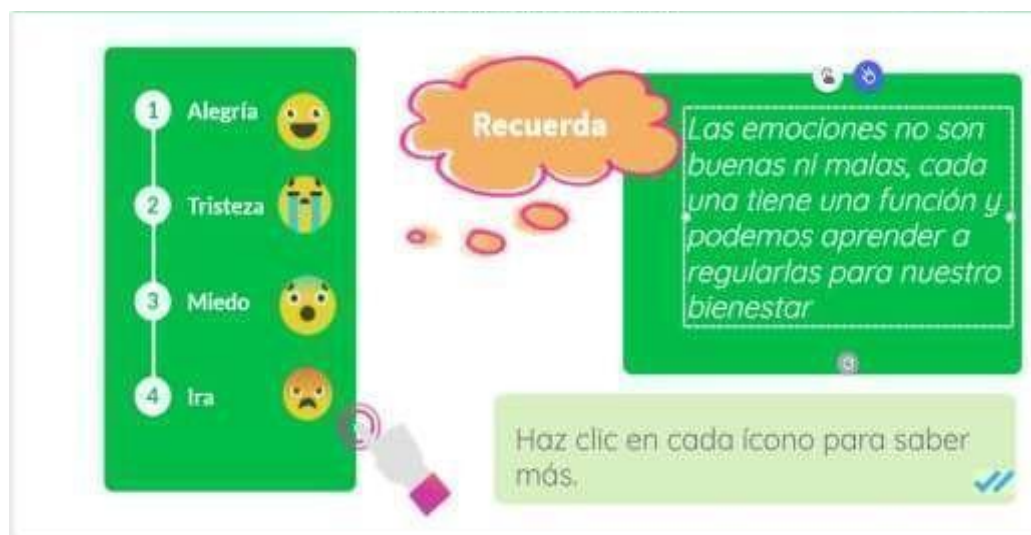 1 Alegría
2 Tristeza
3 Miedo
4 Ira
Recuerda
Las emociones no son
buenas ni malas, cada
una tiene una función y
podemos aprender a
regularlas para nuestro
bienestar
Haz clic en cada ícono para saber
más.